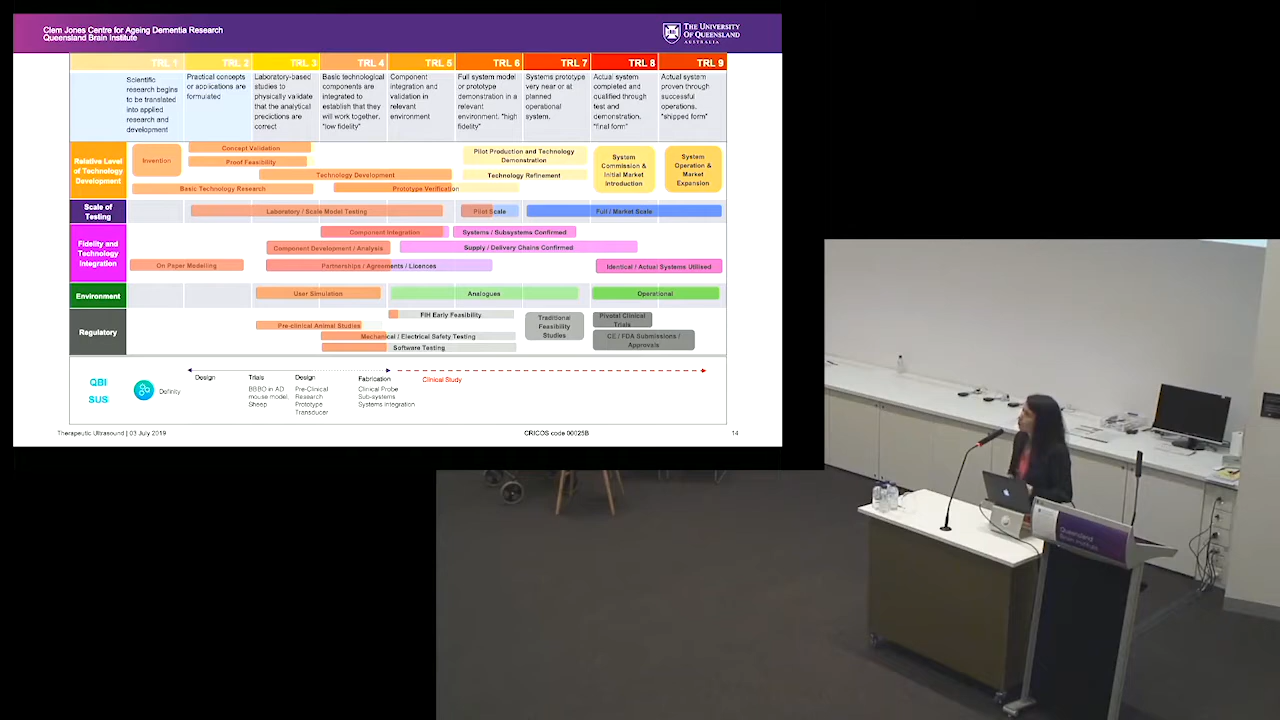 Clem Jones Centre for Ageing Dementia Research
Queensland Brain Institute
THE UNIVERSITY
OF QUEENSLAND
AUSTRALIA
TRL 1 TRL 2 TRL 3 TRL 4 TRL 5 TRL 6 TRL 7 TRL 8 TRL 9
Scientific
research begins
to be translated
into applied
research and
development
Practical concepts
or applications are
formulated
Laboratory-based
studies to
physically validate
that the analytical
predictions are
correct
Basic technological
components are
integrated to
establish that they
will work together.
"low fidelity"
Component
integration and
validation in
relevant
environment
Full system model
or prototype
demonstration in a
relevant
environment. "high
fidelity"
Systems prototype
very near or at
planned
operational
system.
Actual system
completed and
qualified through
test and
demonstration.
"final form"
Actual system
proven through
successful
operations.
"shipped form"
Relative Level
of Technology
Development
Invention
Concept Validation
Proof Feasibility
Technology Development
Basic Technology Research
Prototype Verification
Pilot Production and Technology
Demonstration
Technology Refinement
System
Commission &
Initial Market
Introduction
System
Operation &
Market
Expansion
Scale of
Testing
Laboratory / Scale Model Testing
Pilot Scale
Full / Market Scale
Fidelity and
Technology
Integration
Component Integration
Systems / Subsystems Confirmed
Component Development / Analysis
Supply / Delivery Chains Confirmed
On Paper Modelling
Partnerships / Agreements / Licences
Identical / Actual Systems Utilised
Environment
User Simulation
Analogues
Operational
Regulatory
FIH Early Feasibility
Pre-clinical Animal Studies
Mechanical / Electrical Safety Testing
Software Testing
Traditional
Feasibility
Studies
Pivotal Clinical
Trials
CE / FDA Submissions /
Approvals
QBI
SUS
Definity
Design
Trials
BBBO in AD
mouse model,
Sheep
Design
Pre-Clinical
Research
Prototype
Transducer
Fabrication
Clinical Probe
Sub-systems
Systems Integration
Clinical Study
Therapeutic Ultrasound | 03 July 2019
CRICOS code 00025B
14
Queensland
Brain Institute